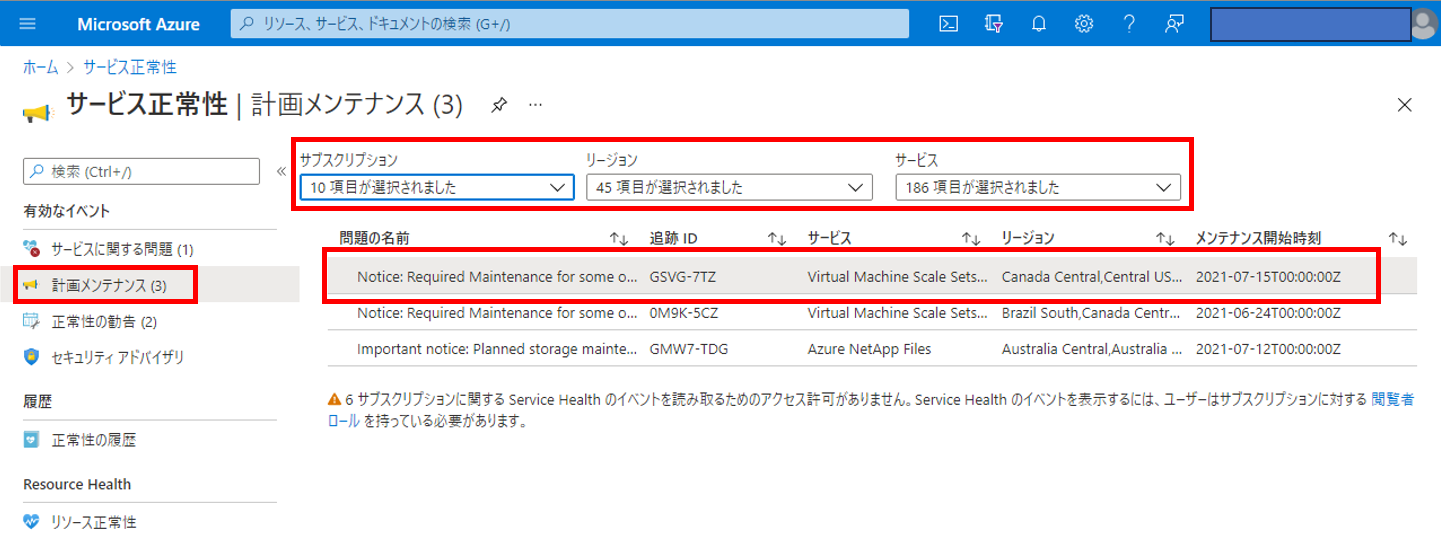 Microsoft Azure
リソース、サービス、ドキュメントの検索 (G+/)
ホーム > サービス正常性
サービス正常性 | 計画メンテナンス (3)
検索 (Ctrl+/)
有効なイベント
サービスに関する問題 (1)
計画メンテナンス (3)
正常性の勧告 (2)
セキュリティ アドバイザリ
履歴
正常性の履歴
Resource Health
リソース正常性
サブスクリプション リージョン サービス
10 項目が選択されました 45 項目が選択されました 186 項目が選択されました
問題の名前 追跡 ID サービス リージョン メンテナンス開始時刻
Notice: Required Maintenance for some o... GSVG-7TZ Virtual Machine Scale Sets... Canada Central,Central US... 2021-07-15T00:00:00Z
Notice: Required Maintenance for some o... 0M9K-5CZ Virtual Machine Scale Sets... Brazil South,Canada Centr... 2021-06-24T00:00:00Z
Important notice: Planned storage mainte... GMW7-TDG Azure NetApp Files Australia Central,Australia ... 2021-07-12T00:00:00Z
6 サブスクリプションに関する Service Health のイベントを読み取るためのアクセス許可がありません。Service Health のイベントを表示するには、ユーザーはサブスクリプションに対する 閲覧者
ロール を持っている必要があります。